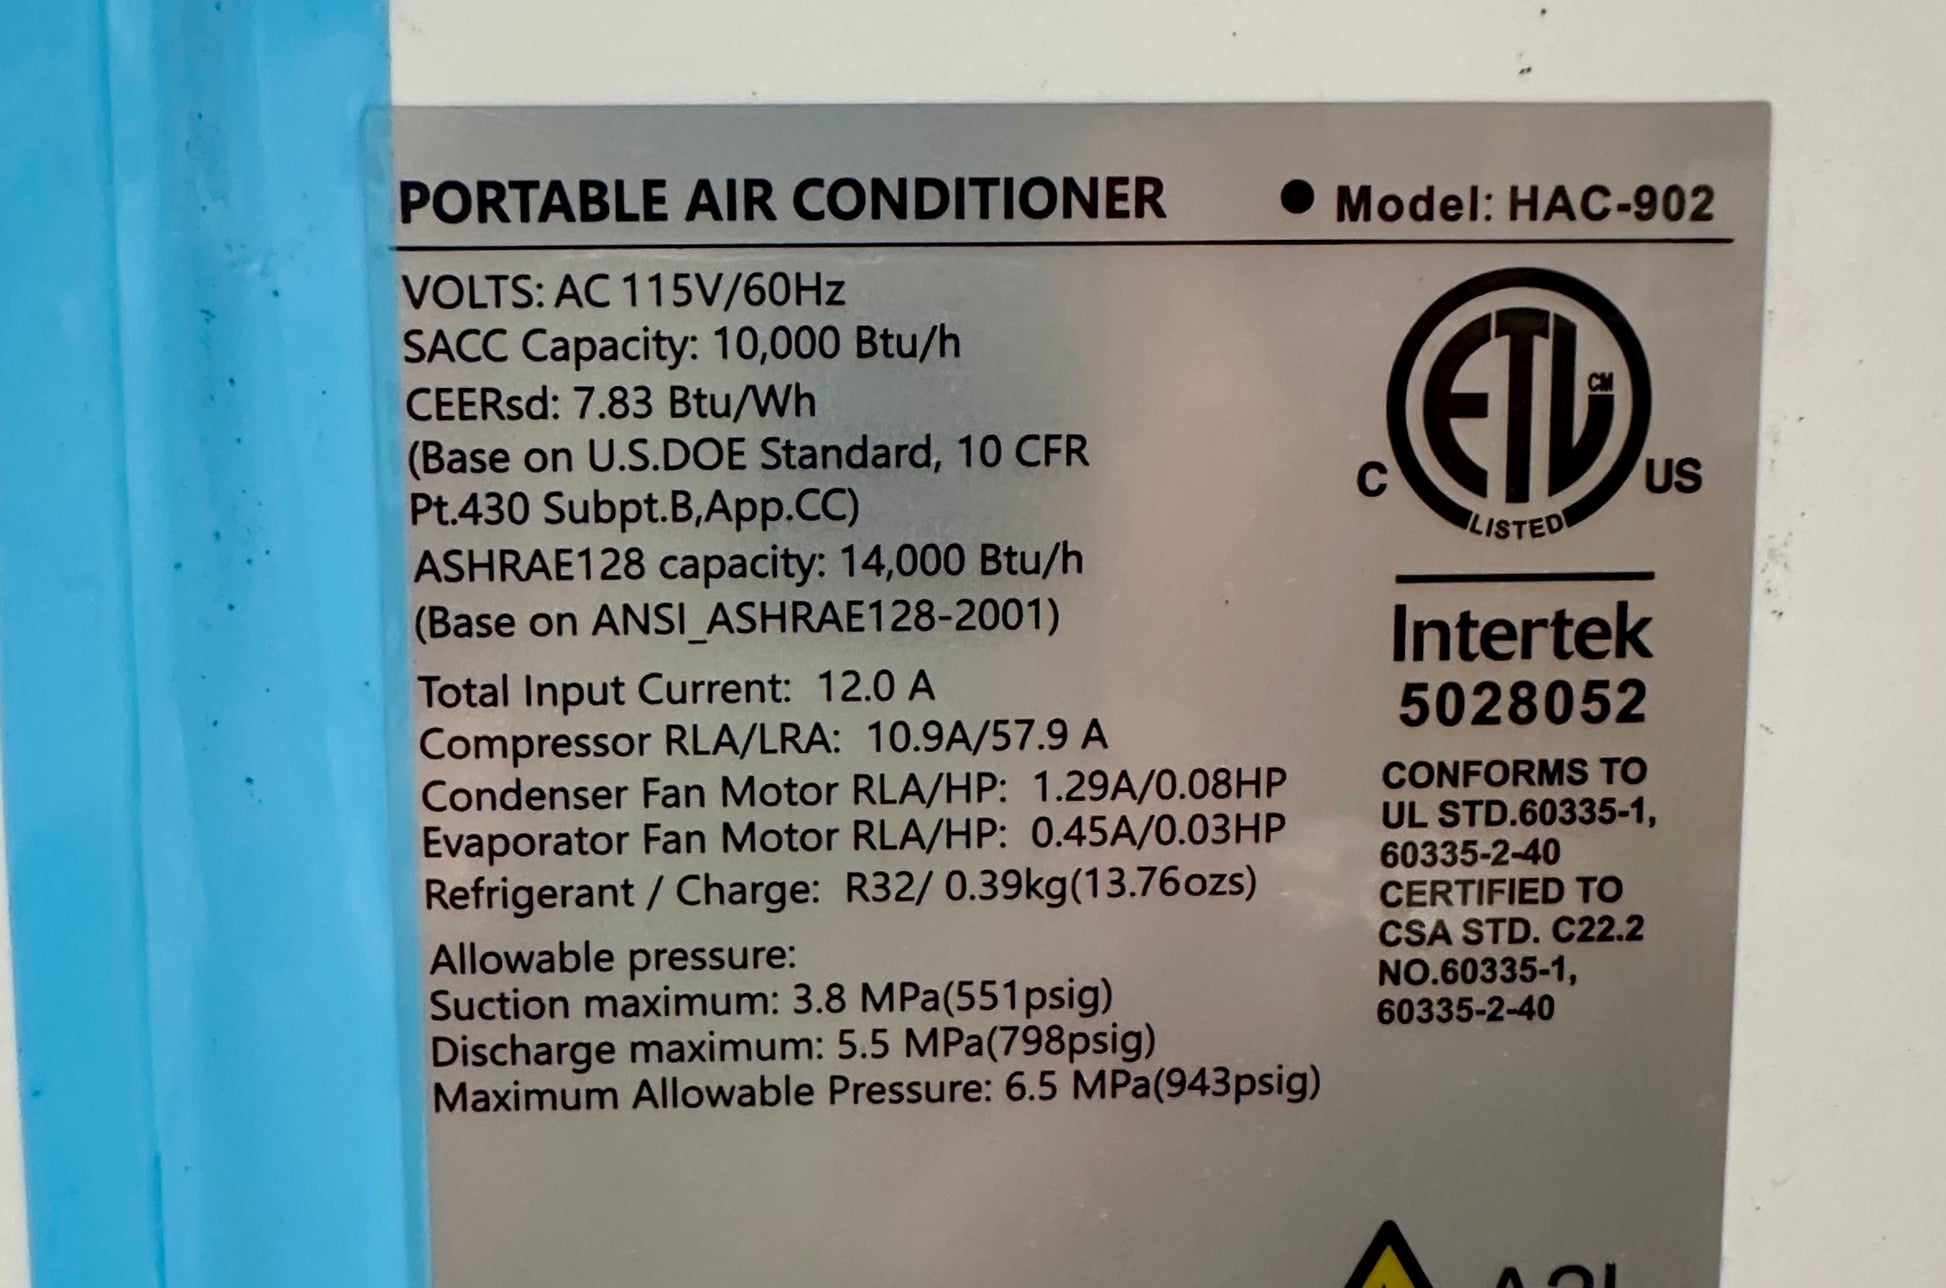 PORTABLE AIR CONDITIONER ● Model: HAC-902
VOLTS: AC 115V/60Hz
SACC Capacity: 10,000 Btu/h
CEERsd: 7.83 Btu/Wh
(Base on U.S.DOE Standard, 10 CFR
Pt.430 Subpt.B,App.CC)
ASHRAE128 capacity: 14,000 Btu/h
(Base on ANSI_ASHRAE128-2001)
Total Input Current: 12.0 A
Compressor RLA/LRA: 10.9A/57.9 A
Condenser Fan Motor RLA/HP: 1.29A/0.08HP
Evaporator Fan Motor RLA/HP: 0.45A/0.03HP
Refrigerant / Charge: R32/ 0.39kg(13.76ozs)
Allowable pressure:
Suction maximum: 3.8 MPa(551psig)
Discharge maximum: 5.5 MPa(798psig)
Maximum Allowable Pressure: 6.5 MPa(943psig)
ETL CM
C US
LISTED
Intertek
5028052
CONFORMS TO
UL STD.60335-1,
60335-2-40
CERTIFIED TO
CSA STD. C22.2
NO.60335-1,
60335-2-40